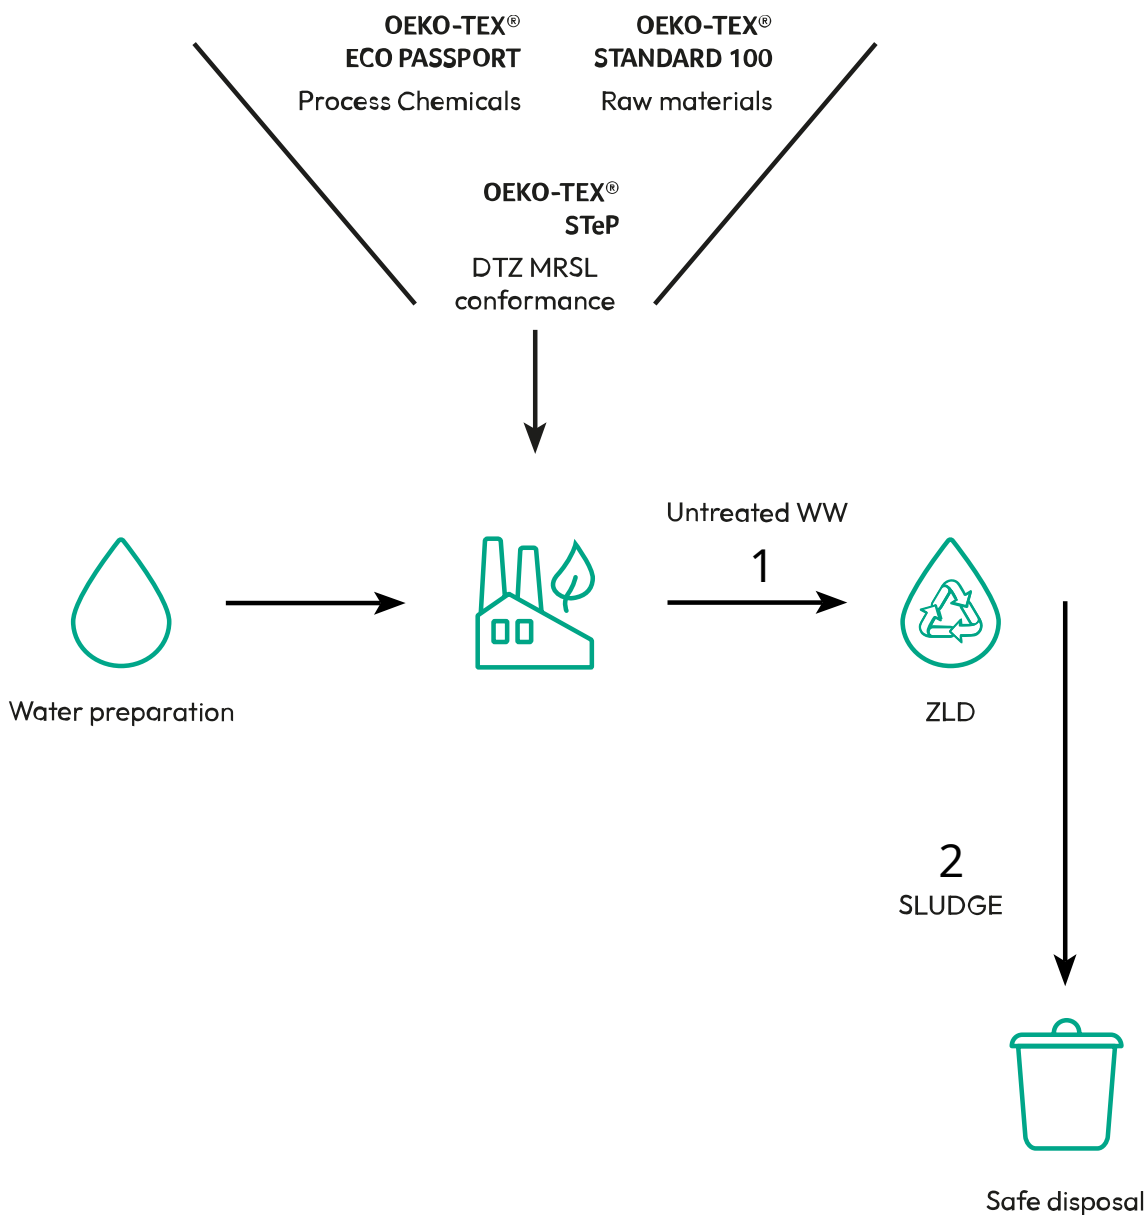 OEKO-TEX®
ECO PASSPORT
Process Chemicals
OEKO-TEX®
STANDARD 100
Raw materials
OEKO-TEX®
STeP
DTZ MRSL
conformance
Untreated WW
1
Water preparation
ZLD
2
SLUDGE
Safe disposal